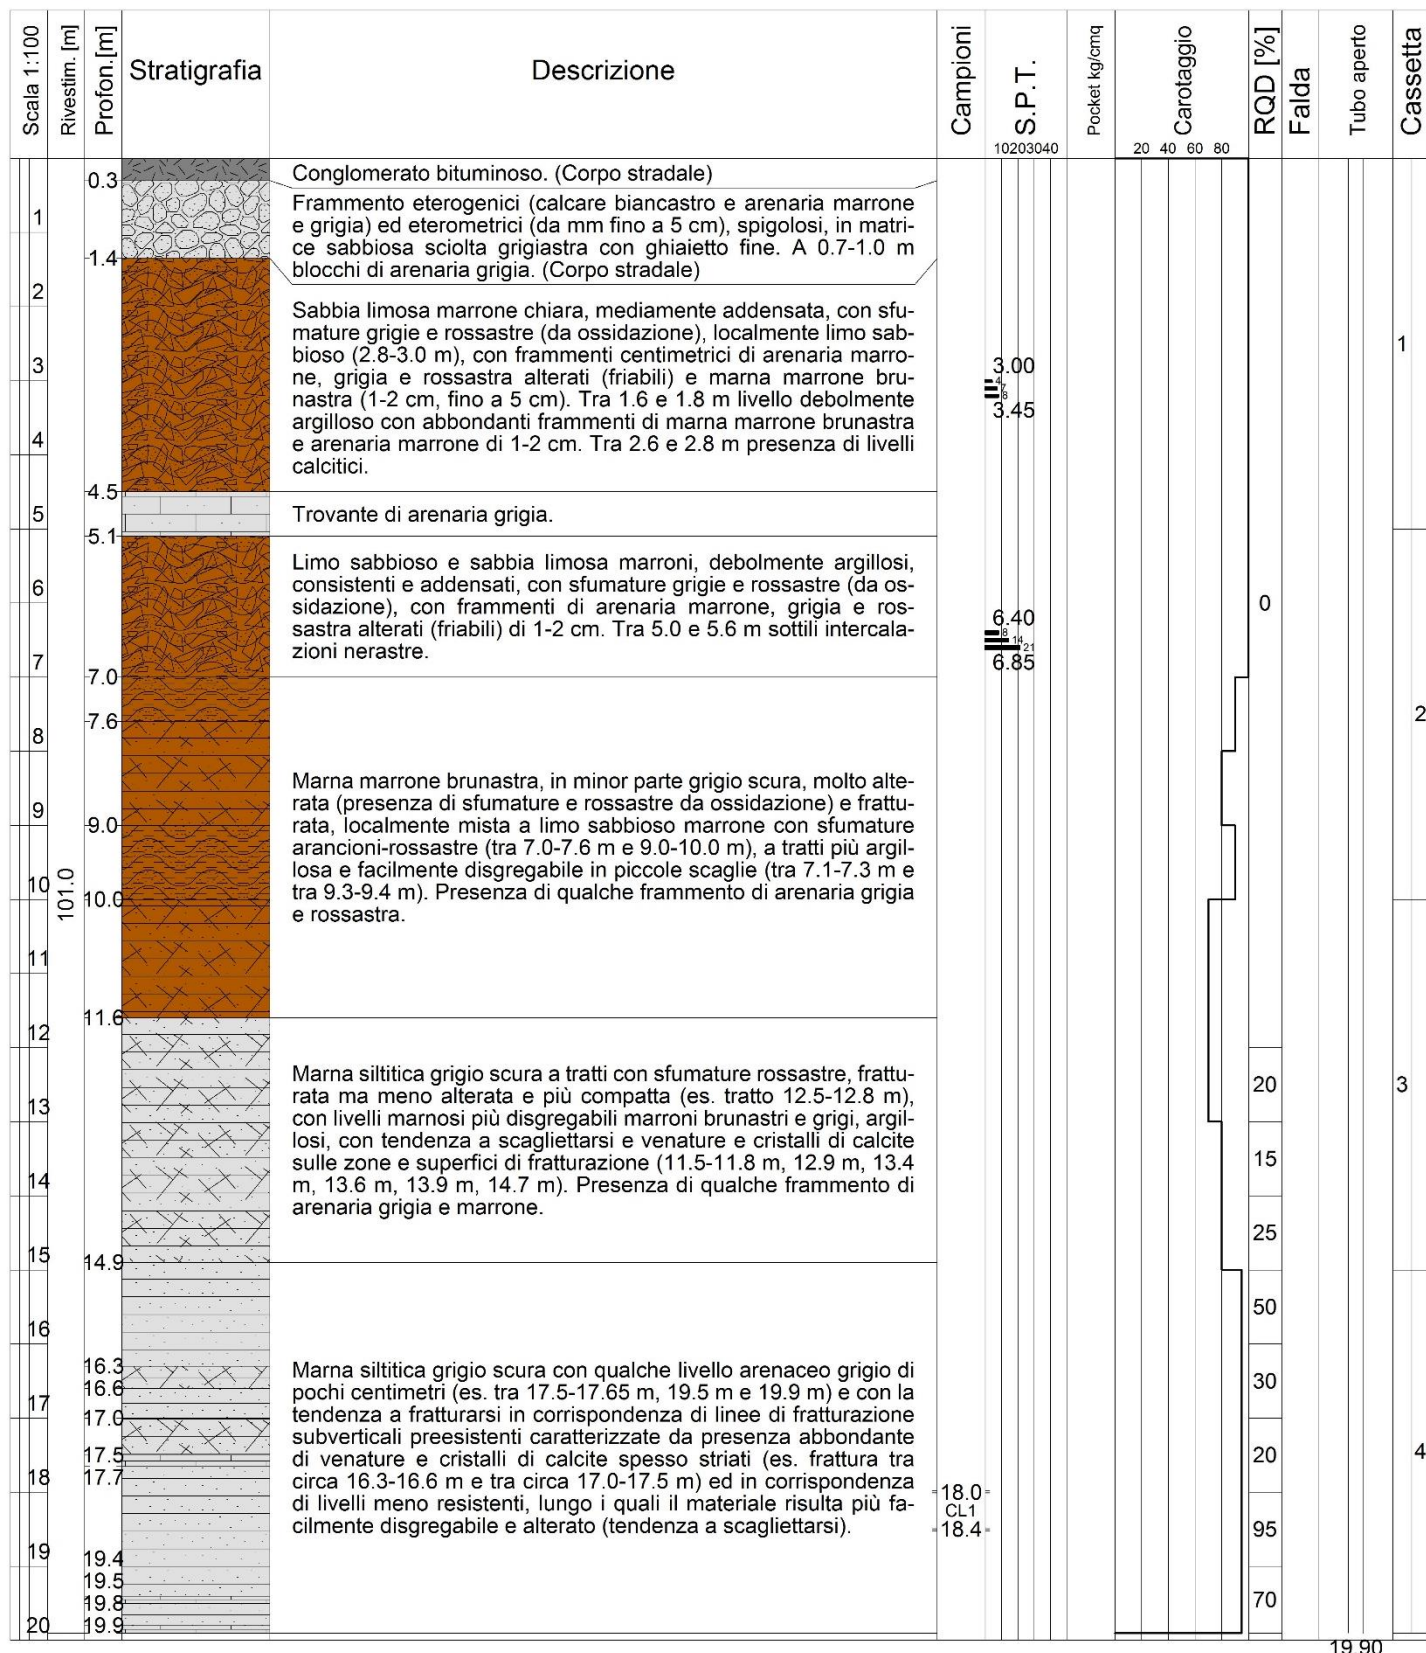 Scala 1:100
Rivestim. [m]
Profon.[m]
Stratigrafia
Descrizione
Campioni
S.P.T.
10203040
Pocket kg/cmq
Carotaggio
20 40 60 80
RQD [%]
Falda
Tubo aperto
Cassetta
0.3
Conglomerato bituminoso. (Corpo stradale)
1
1.4
Frammento eterogenici (calcare biancastro e arenaria marrone
e grigia) ed eterometrici (da mm fino a 5 cm), spigolosi, in matri-
ce sabbiosa sciolta grigiastra con ghiaietto fine. A 0.7-1.0 m
blocchi di arenaria grigia. (Corpo stradale)
2
3
4
4.5
Sabbia limosa marrone chiara, mediamente addensata, con sfu-
mature grigie e rossastre (da ossidazione), localmente limo sab-
bioso (2.8-3.0 m), con frammenti centimetrici di arenaria marro-
ne, grigia e rossastra alterati (friabili) e marna marrone bru-
nastra (1-2 cm, fino a 5 cm). Tra 1.6 e 1.8 m livello debolmente
argilloso con abbondanti frammenti di marna marrone brunastra
e arenaria marrone di 1-2 cm. Tra 2.6 e 2.8 m presenza di livelli
calcitici.
3.00
4
7
8
3.45
1
5
5.1
Trovante di arenaria grigia.
6
7
7.0
Limo sabbioso e sabbia limosa marroni, debolmente argillosi,
consistenti e addensati, con sfumature grigie e rossastre (da os-
sidazione), con frammenti di arenaria marrone, grigia e ros-
sastra alterati (friabili) di 1-2 cm. Tra 5.0 e 5.6 m sottili intercala-
zioni nerastre.
6.40
8
14
21
6.85
0
7.6
8
9
9.0
10
101.0
10.0
11
11.6
Marna marrone brunastra, in minor parte grigio scura, molto alte-
rata (presenza di sfumature e rossastre da ossidazione) e frattu-
rata, localmente mista a limo sabbioso marrone con sfumature
arancioni-rossastre (tra 7.0-7.6 m e 9.0-10.0 m), a tratti più argil-
losa e facilmente disgregabile in piccole scaglie (tra 7.1-7.3 m e
tra 9.3-9.4 m). Presenza di qualche frammento di arenaria grigia
e rossastra.
2
12
13
14
15
14.9
Marna siltitica grigio scura a tratti con sfumature rossastre, frattu-
rata ma meno alterata e più compatta (es. tratto 12.5-12.8 m),
con livelli marnosi più disgregabili marroni brunastri e grigi, argil-
losi, con tendenza a scagliettarsi e venature e cristalli di calcite
sulle zone e superfici di fratturazione (11.5-11.8 m, 12.9 m, 13.4
m, 13.6 m, 13.9 m, 14.7 m). Presenza di qualche frammento di
arenaria grigia e marrone.
20
15
25
3
16
16.3
16.6
17
17.0
17.5
17.7
18
19
19.4
19.5
19.8
19.9
20
Marna siltitica grigio scura con qualche livello arenaceo grigio di
pochi centimetri (es. tra 17.5-17.65 m, 19.5 m e 19.9 m) e con la
tendenza a fratturarsi in corrispondenza di linee di fratturazione
subverticali preesistenti caratterizzate da presenza abbondante
di venature e cristalli di calcite spesso striati (es. frattura tra
circa 16.3-16.6 m e tra circa 17.0-17.5 m) ed in corrispondenza
di livelli meno resistenti, lungo i quali il materiale risulta più fa-
cilmente disgregabile e alterato (tendenza a scagliettarsi).
18.0
CL1
18.4
50
30
20
95
70
4
19.90